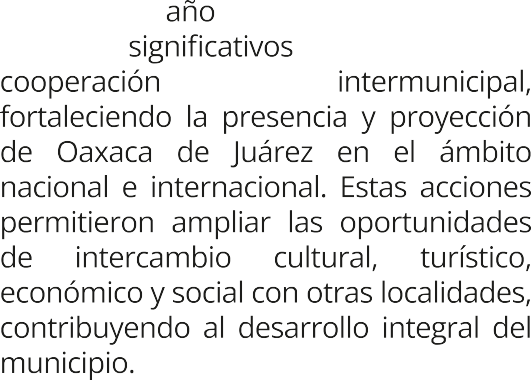 año
significativos
cooperación intermunicipal,
fortaleciendo la presencia y proyección
de Oaxaca de Juárez en el ámbito
nacional e internacional. Estas acciones
permitieron ampliar las oportunidades
de intercambio cultural, turístico,
económico y social con otras localidades,
contribuyendo al desarrollo integral del
municipio.